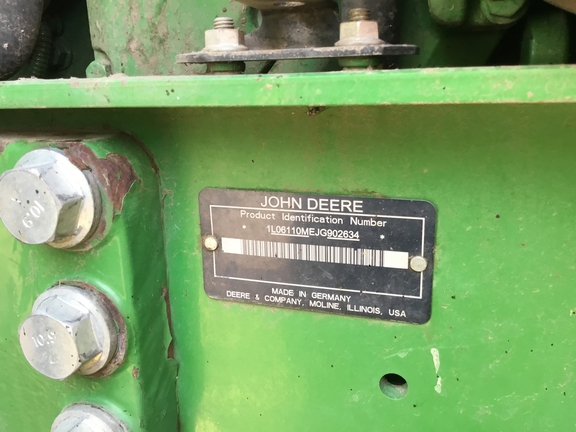 JOHN DEERE
Product Identification Number
1L06110MEJG902634
MADE IN GERMANY
DEERE & COMPANY, MOLINE, ILLINOIS, USA
10.9
10.9